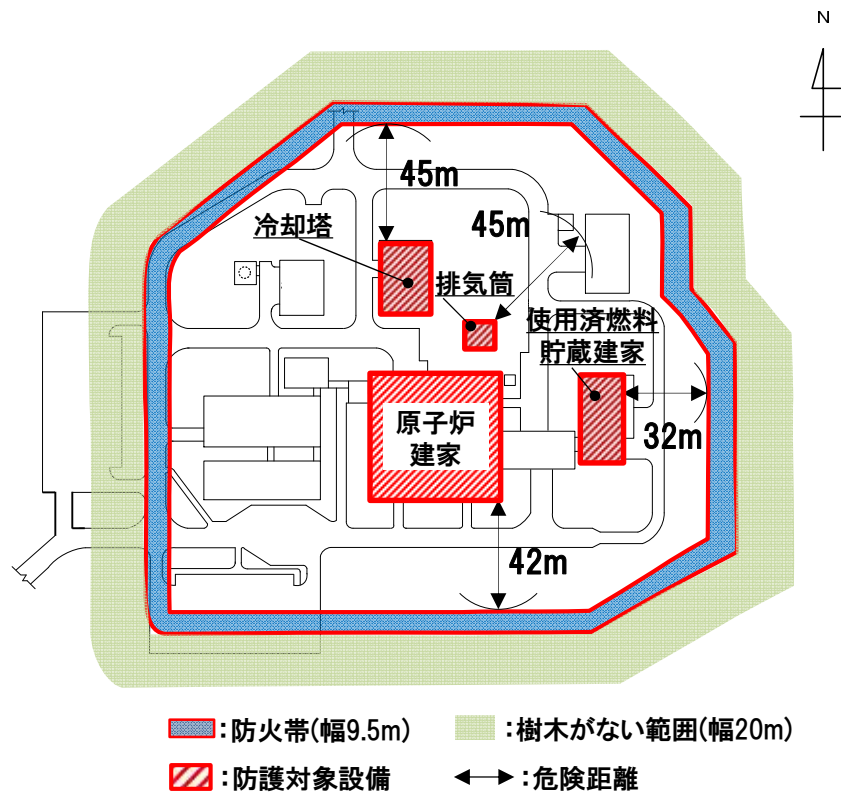 N
45m
冷却塔
45m
排気筒
使用済燃料
貯蔵建家
原子炉
建家
32m
42m
:防火帯(幅9.5m)
:樹木がない範囲(幅20m)
:防護対象設備
:危険距離